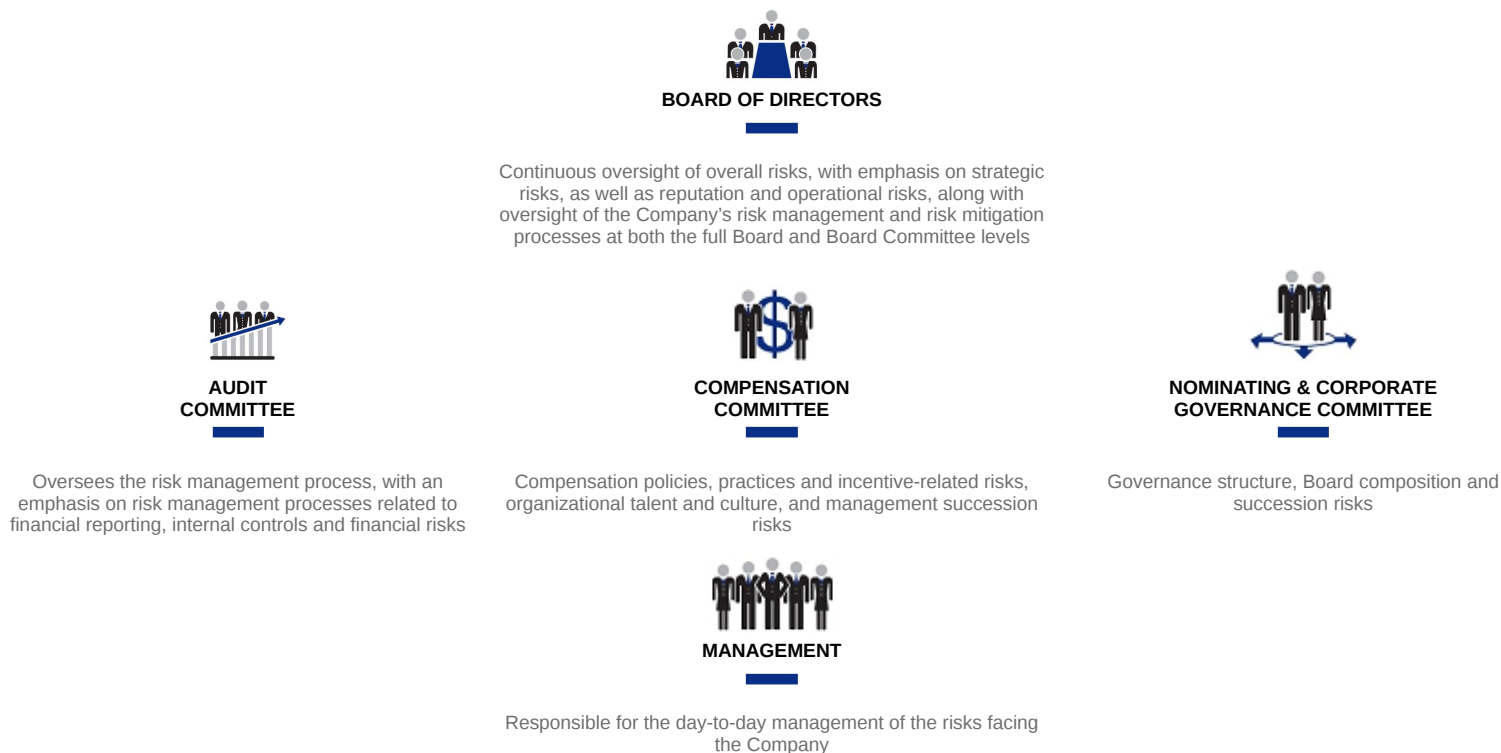 BOARD OF DIRECTORS
Continuous oversight of overall risks, with emphasis on strategic
risks, as well as reputation and operational risks, along with
oversight of the Company’s risk management and risk mitigation
processes at both the full Board and Board Committee levels
AUDIT
COMMITTEE
Oversees the risk management process, with an
emphasis on risk management processes related to
financial reporting, internal controls and financial risks
$
COMPENSATION
COMMITTEE
Compensation policies, practices and incentive-related risks,
organizational talent and culture, and management succession
risks
NOMINATING & CORPORATE
GOVERNANCE COMMITTEE
Governance structure, Board composition and
succession risks
MANAGEMENT
Responsible for the day-to-day management of the risks facing
the Company